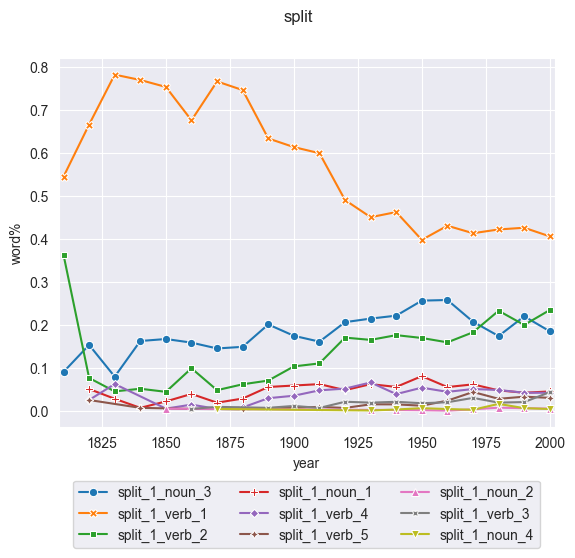 split
0.8
0.7
0.6
0.5
0.4
0.3
0.2
0.1
0.0
word%
1825 1850 1875 1900 1925 1950 1975 2000
year
split_1_noun_3 split_1_noun_1 split_1_noun_2
split_1_verb_1 split_1_verb_4 split_1_verb_3
split_1_verb_2 split_1_verb_5 split_1_noun_4